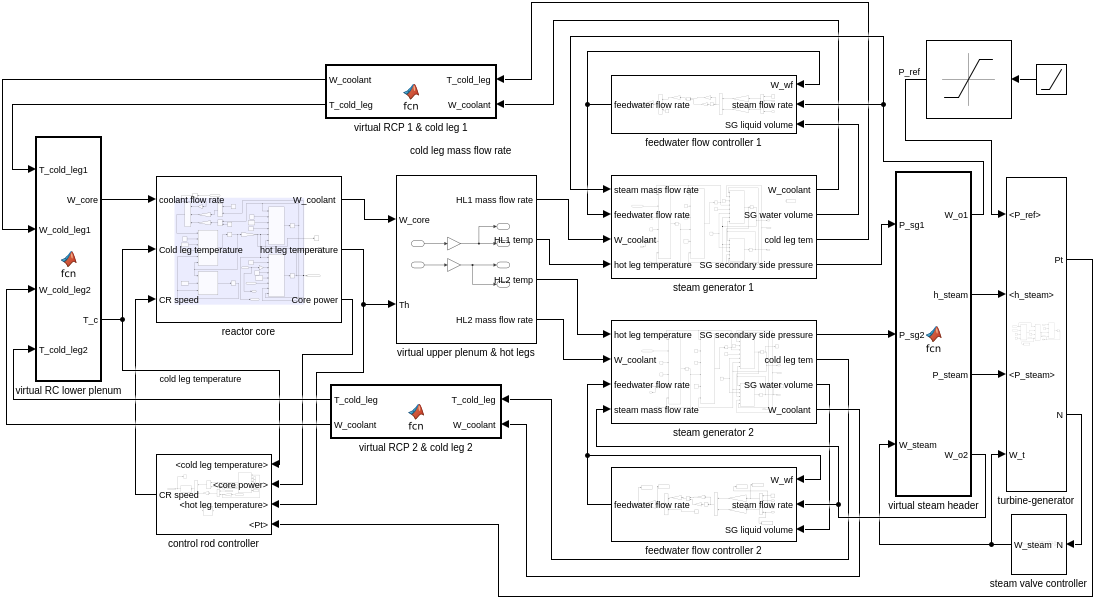 W_coolant
T_cold_leg
fcn
T_cold_leg
W_coolant
virtual RCP 1 & cold leg 1
cold leg mass flow rate
W_wf
feedwater flow rate
steam flow rate
SG liquid volume
feedwater flow controller 1
P_ref
T_cold_leg1
W_core
W_cold_leg1
fcn
W_cold_leg2
T_c
T_cold_leg2
virtual RC lower plenum
coolant flow rate
W_coolant
Cold leg temperature
hot leg temperature
CR speed
Core power
reactor core
cold leg temperature
W_core
HL1 mass flow rate
HL1 temp
HL2 temp
Th
HL2 mass flow rate
virtual upper plenum & hot legs
steam mass flow rate
W_coolant
feedwater flow rate
SG water volume
W_coolant
cold leg tem
hot leg temperature
SG secondary side pressure
steam generator 1
hot leg temperature
SG secondary side pressure
W_coolant
cold leg tem
feedwater flow rate
SG water volume
steam mass flow rate
W_coolant
steam generator 2
P_sg1
W_o1
h_steam
P_sg2
fcn
P_steam
W_steam
W_o2
virtual steam header
<P_ref>
Pt
<h_steam>
<P_steam>
N
W_t
turbine-generator
T_cold_leg
W_coolant
fcn
T_cold_leg
W_coolant
virtual RCP 2 & cold leg 2
<cold leg temperature>
<core power>
CR speed
<hot leg temperature>
<Pt>
control rod controller
W_wf
feedwater flow rate
steam flow rate
SG liquid volume
feedwater flow controller 2
W_steam
N
steam valve controller